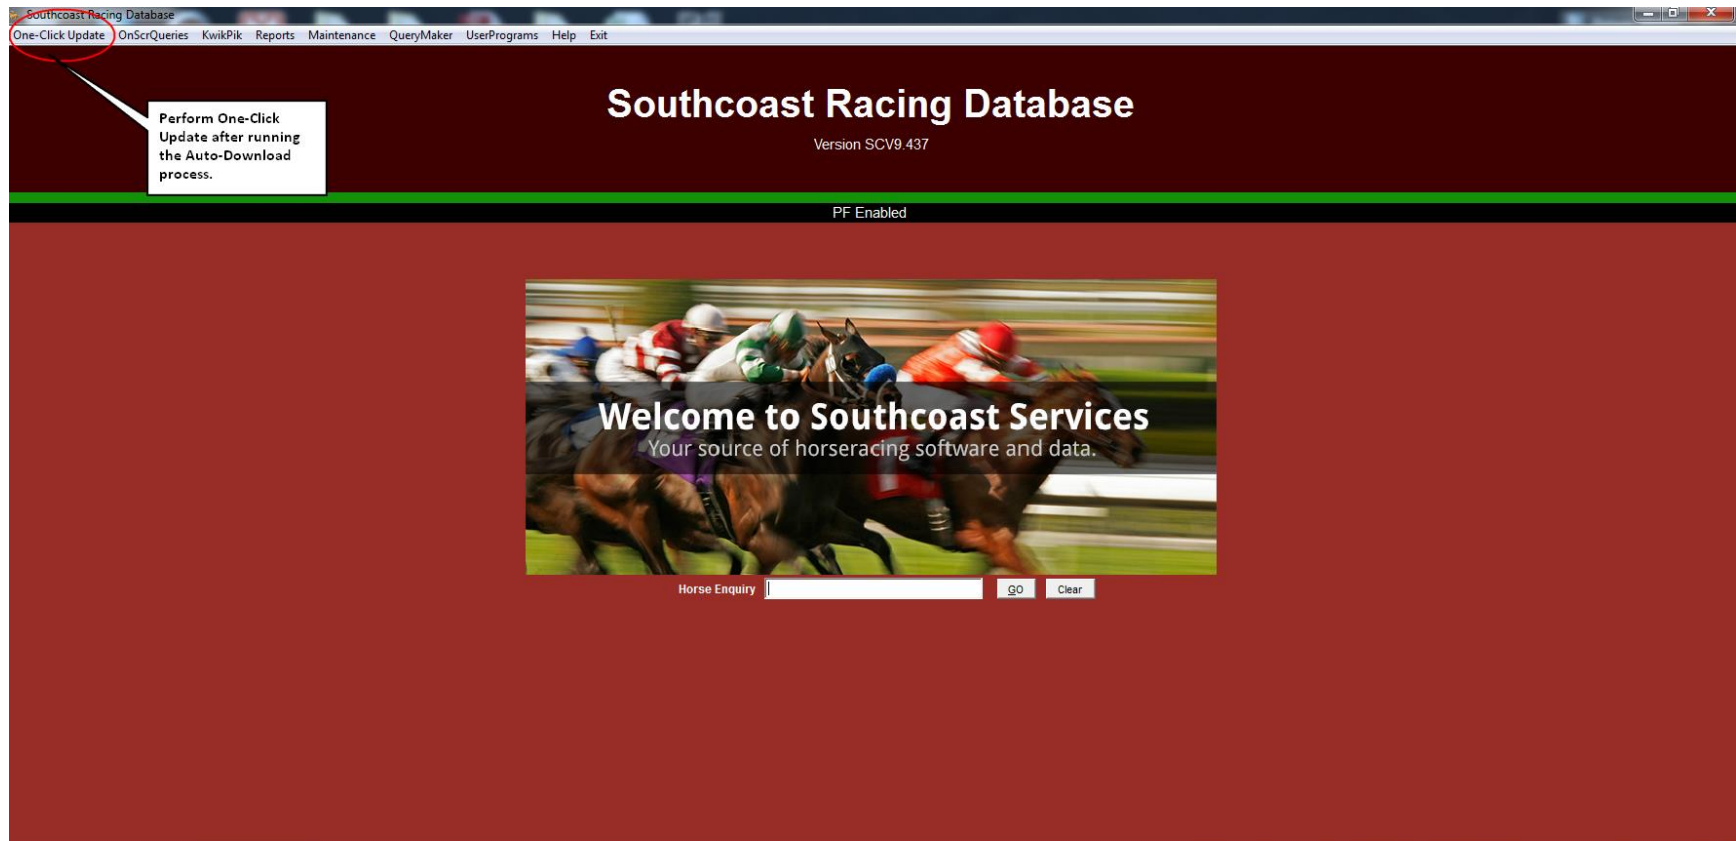 Southcoast Racing Database
One-Click Update OnScrQueries KwikPik Reports Maintenance QueryMaker UserPrograms Help Exit
Perform One-Click
Update after running
the Auto-Download
process.
Southcoast Racing Database
Version SCV9.437
PF Enabled
Welcome to Southcoast Services
Your source of horseracing software and data.
Horse Enquiry GO Clear